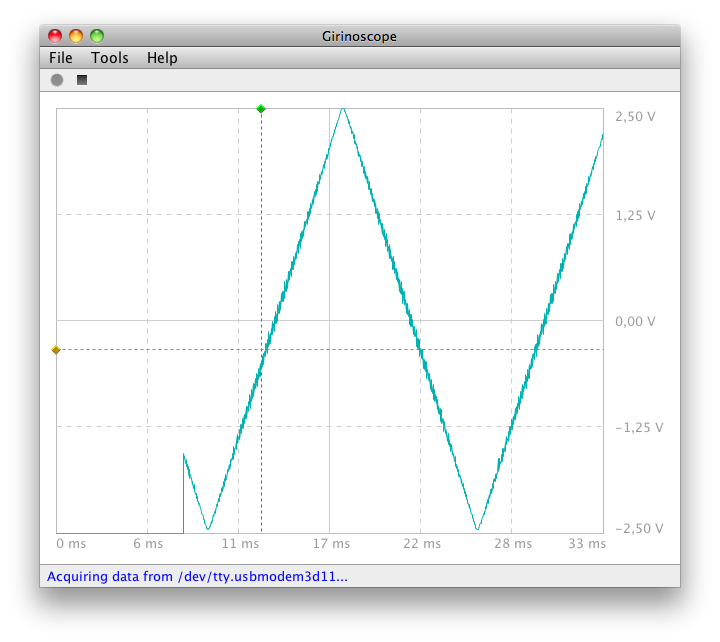 Girinoscope
File Tools Help
2,50 V
1,25 V
0,00 V
-1,25 V
-2,50 V
0 ms 6 ms 11 ms 17 ms 22 ms 28 ms 33 ms
Acquiring data from /dev/tty.usbmodem3d11...